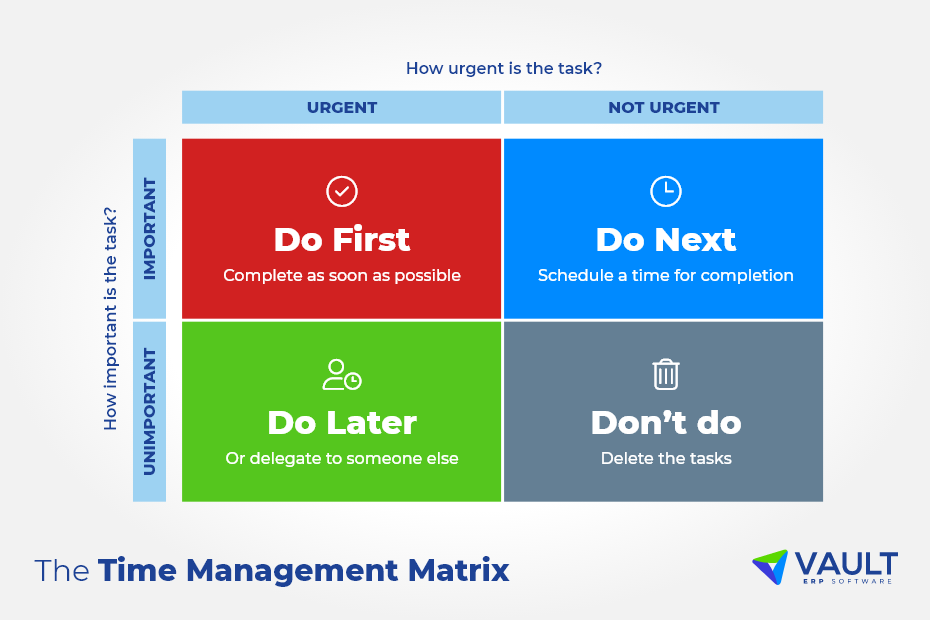 How urgent is the task?
URGENT
NOT URGENT
How important is the task?
IMPORTANT
Do First
Complete as soon as possible
Do Next
Schedule a time for completion
UNIMPORTANT
Do Later
Or delegate to someone else
Don’t do
Delete the tasks
The Time Management Matrix
VAULT
ERP SOFTWARE